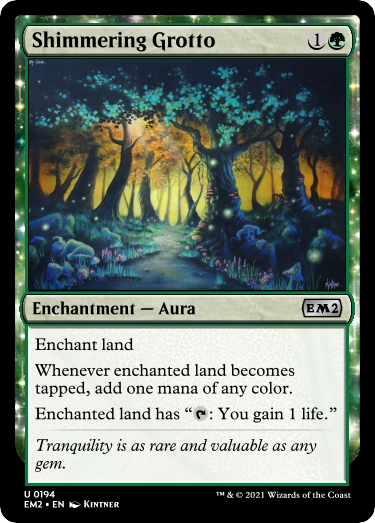 Shimmering Grotto 1
Enchantment — Aura
EM2
Enchant land
Whenever enchanted land becomes
tapped, add one mana of any color.
Enchanted land has “: You gain 1 life.”
Tranquility is as rare and valuable as any
gem.
U 0194
EM2 • EN KINTNER
™ & © 2021 Wizards of the Coast